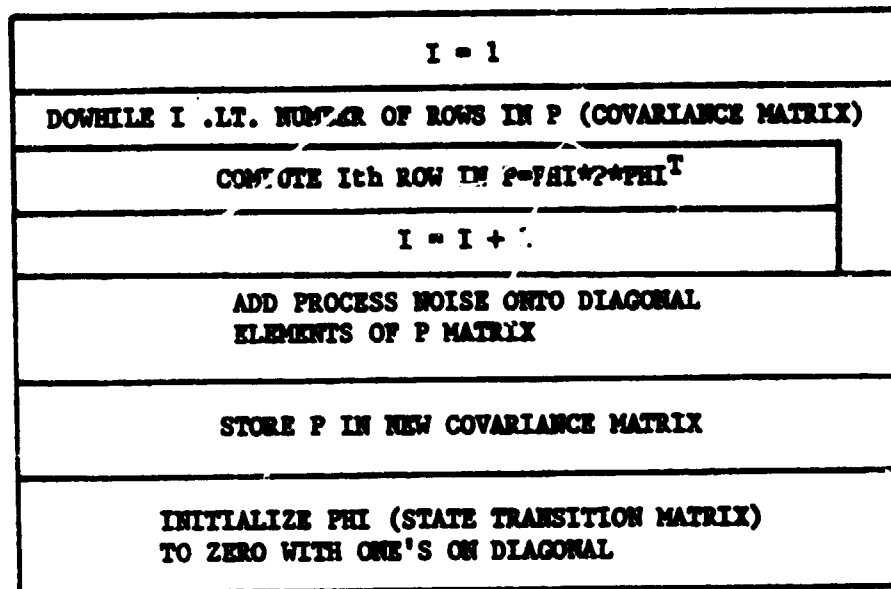 I = 1
DOWHILE I .LT. NUMBER OF ROWS IN P (COVARIANCE MATRIX)
COMPUTE Ith ROW IN P=PHI*P*PHI^T
I = I +
ADD PROCESS NOISE ONTO DIAGONAL
ELEMENTS OF P MATRIX
STORE P IN NEW COVARIANCE MATRIX
INITIALIZE PHI (STATE TRANSITION MATRIX)
TO ZERO WITH ONE'S ON DIAGONAL